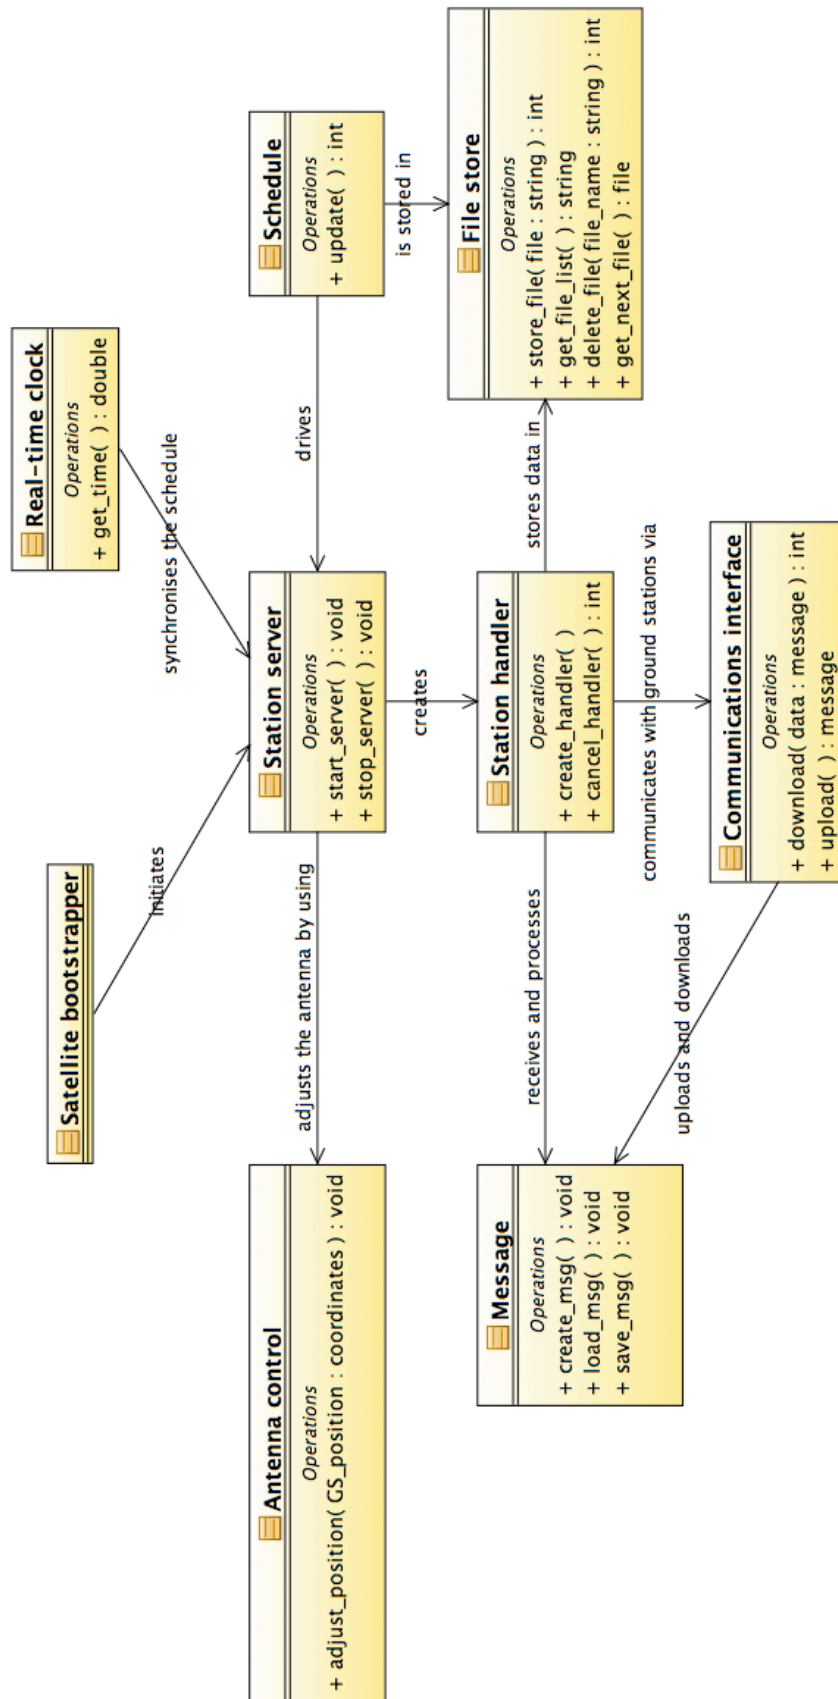 Satellite bootstrapper
Real-time clock
Operations
+ get_time( ) : double
initiates
synchronises the schedule
Antenna control
Operations
+ adjust_position( GS_position : coordinates ) : void
adjusts the antenna by using
Station server
Operations
+ start_server( ) : void
+ stop_server( ) : void
drives
Schedule
Operations
+ update( ) : int
creates
is stored in
Message
Operations
+ create_msg( ) : void
+ load_msg( ) : void
+ save_msg( ) : void
receives and processes
Station handler
Operations
+ create_handler( )
+ cancel_handler( ) : int
stores data in
File store
Operations
+ store_file( file : string ) : int
+ get_file_list( ) : string
+ delete_file( file_name : string ) : int
+ get_next_file( ) : file
communicates with ground stations via
uploads and downloads
Communications interface
Operations
+ download( data : message ) : int
+ upload( ) : message